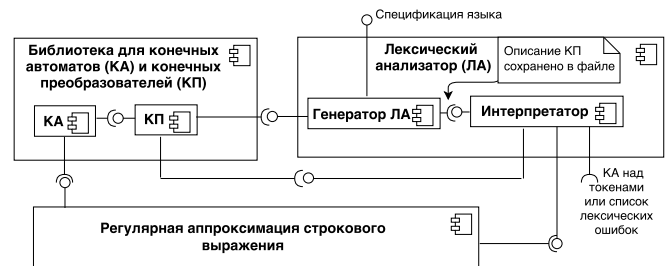 Спецификация языка
Библиотека для конечных
автоматов (КА) и конечных
преобразователей (КП)
Лексический
анализатор (ЛА)
Описание КП
сохранено в файле
КА
КП
Генератор ЛА
Интерпретатор
КА над
токенами
или список
лексических
ошибок
Регулярная аппроксимация строкового
выражения